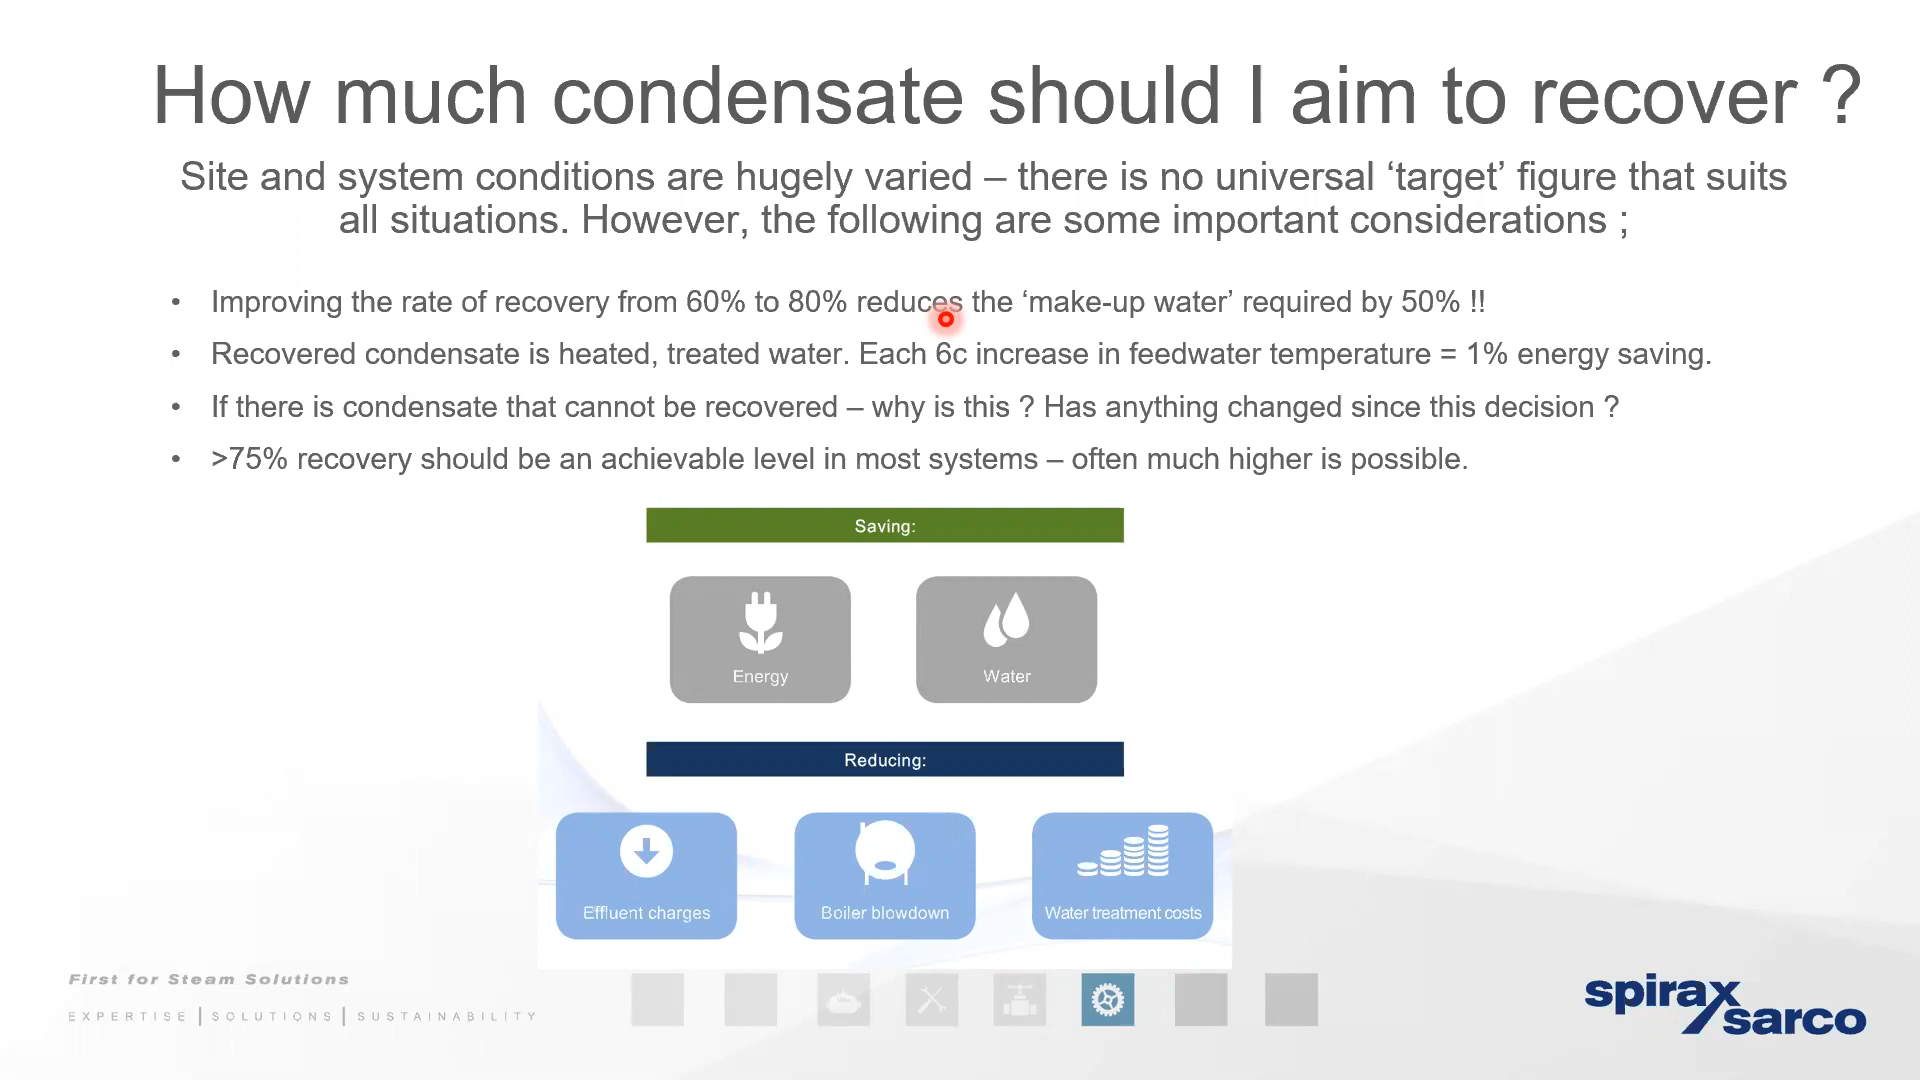 How much condensate should I aim to recover ?
Site and system conditions are hugely varied – there is no universal ‘target’ figure that suits
all situations. However, the following are some important considerations ;
• Improving the rate of recovery from 60% to 80% reduces the ‘make-up water’ required by 50% !!
• Recovered condensate is heated, treated water. Each 6c increase in feedwater temperature = 1% energy saving.
• If there is condensate that cannot be recovered – why is this ? Has anything changed since this decision ?
• >75% recovery should be an achievable level in most systems – often much higher is possible.
Saving:
Energy
Water
Reducing:
Effluent charges
Boiler blowdown
Water treatment costs
First for Steam Solutions
EXPERTISE | SOLUTIONS | SUSTAINABILITY
spirax
sarco